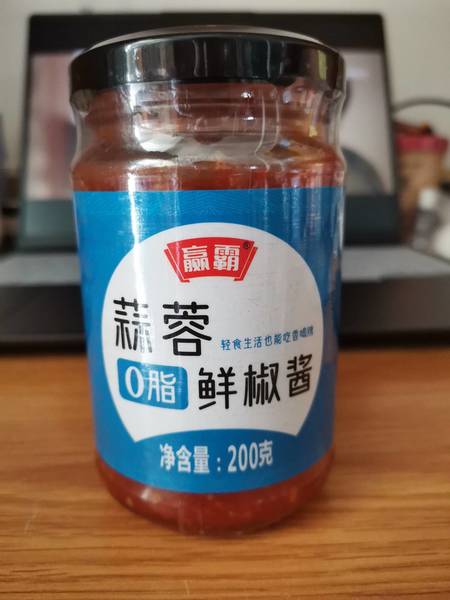 赢霸®
蒜蓉
轻食生活也能吃香喝辣
0脂
鲜椒酱
净含量:200克